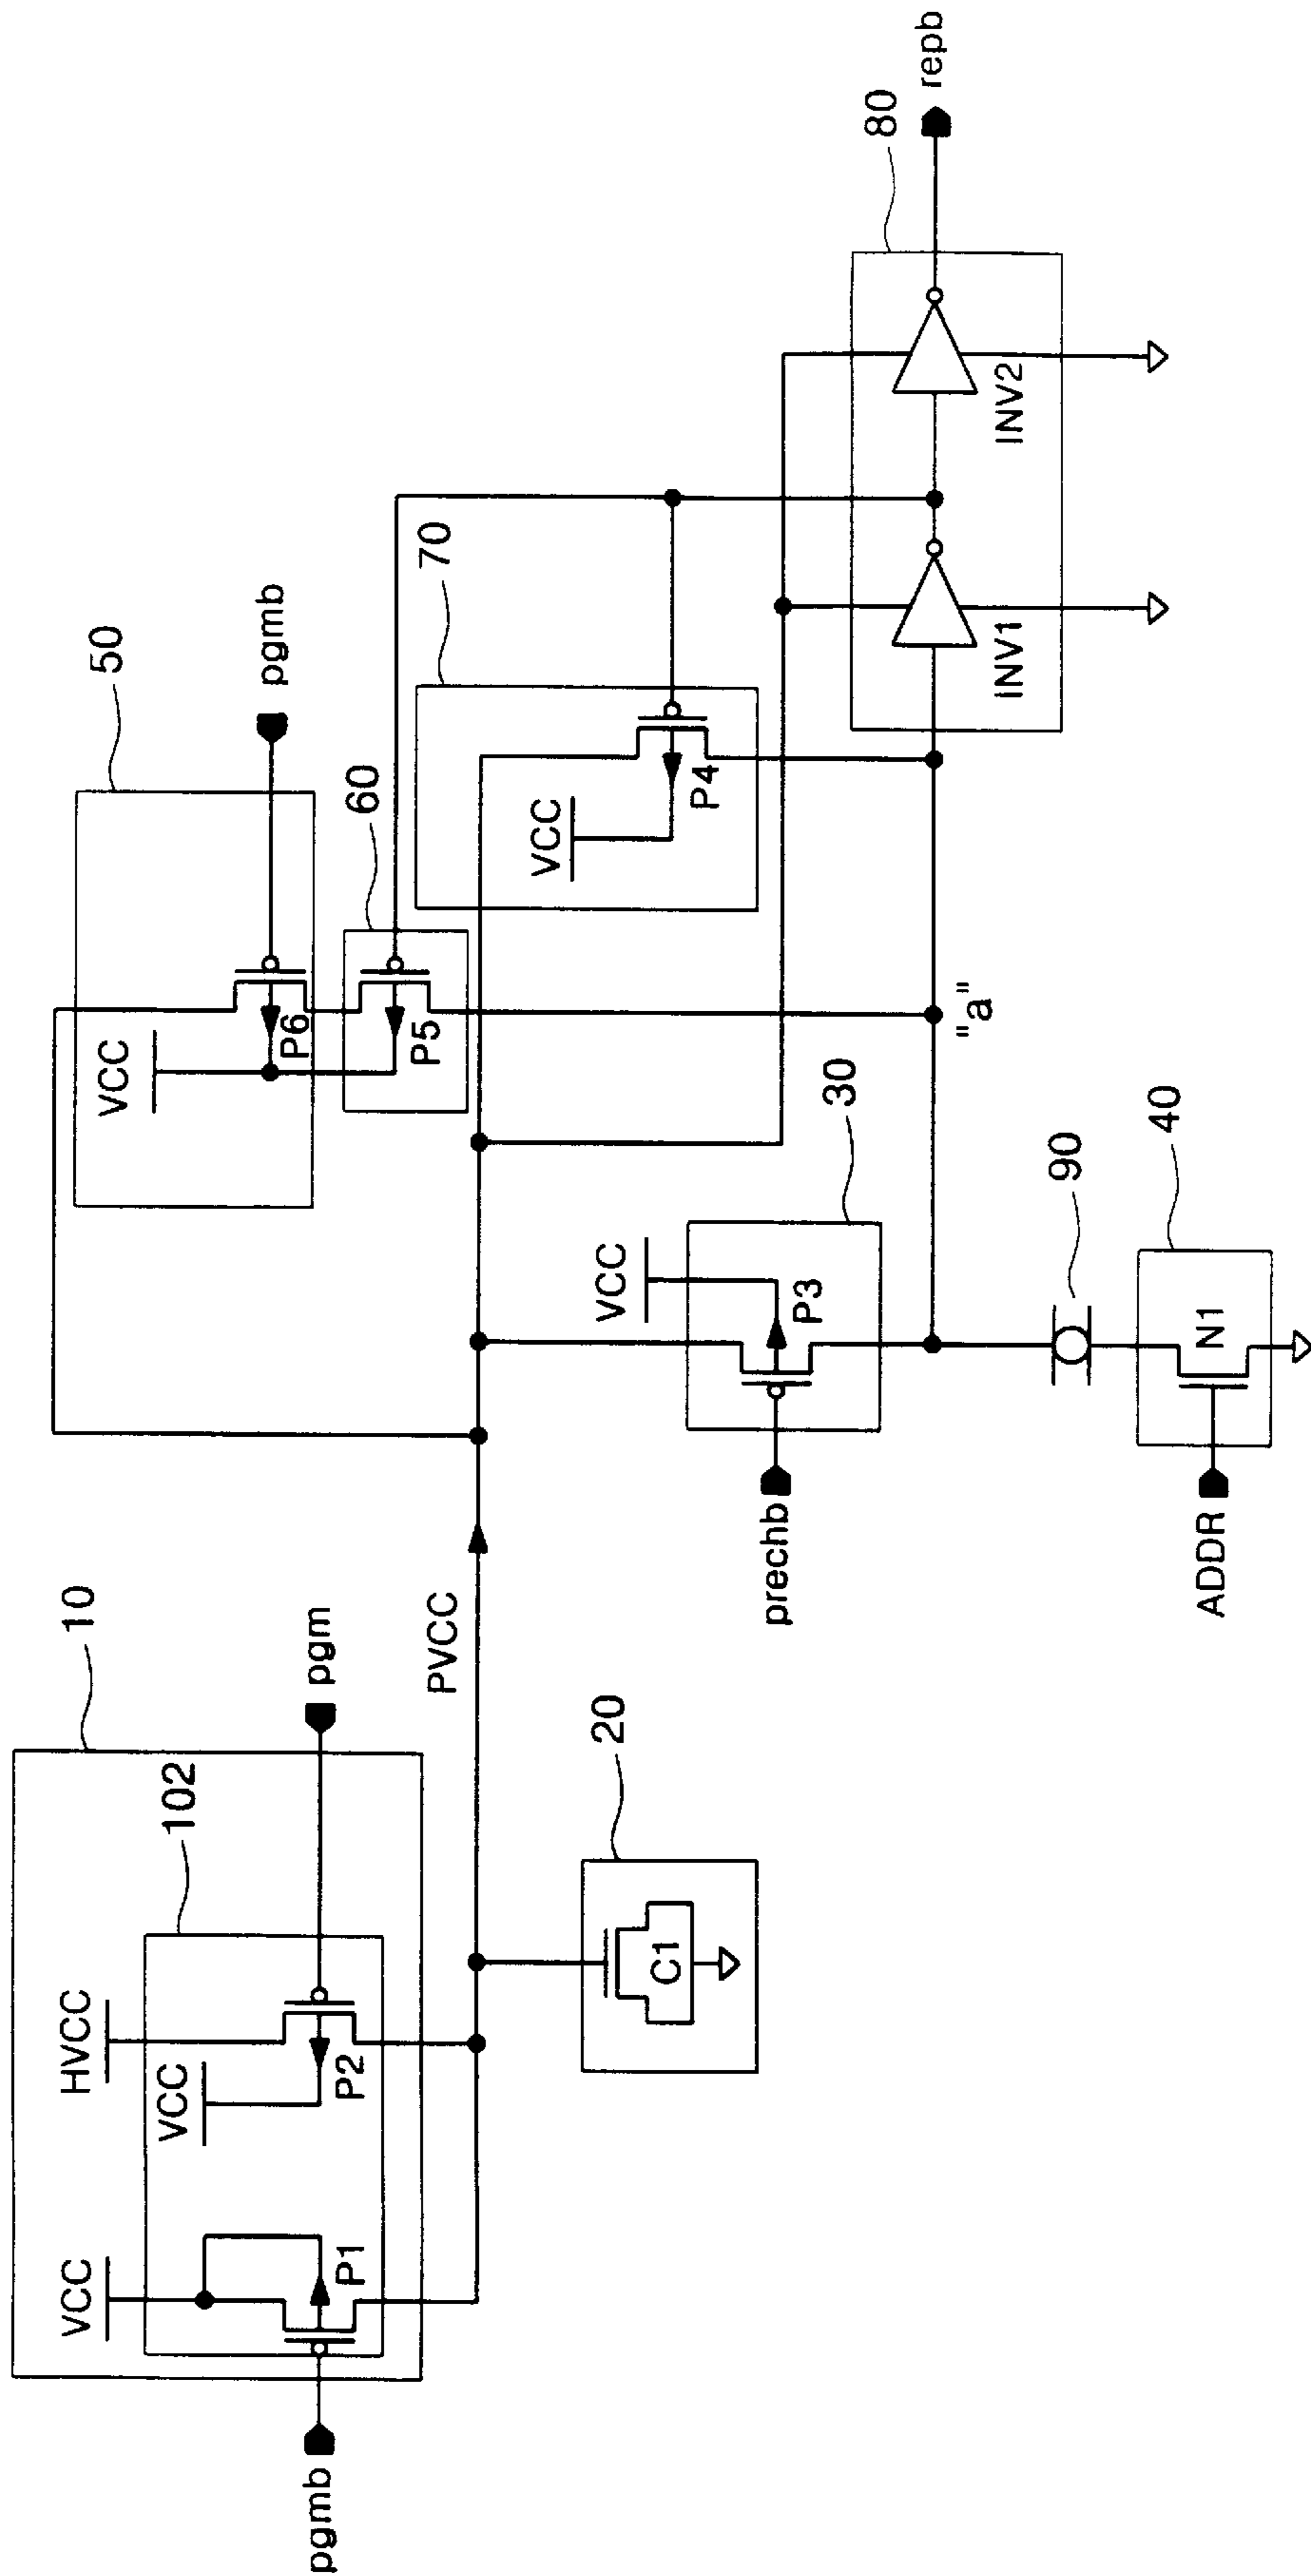 10
102
VCC
HVCC
VCC
P1
P2
pgmb
pgm
PVCC
20
C1
50
VCC
P6
pgmb
60
P5
70
VCC
P4
30
VCC
P3
prechb
"a"
90
40
N1
ADDR
80
INV1
INV2
repb